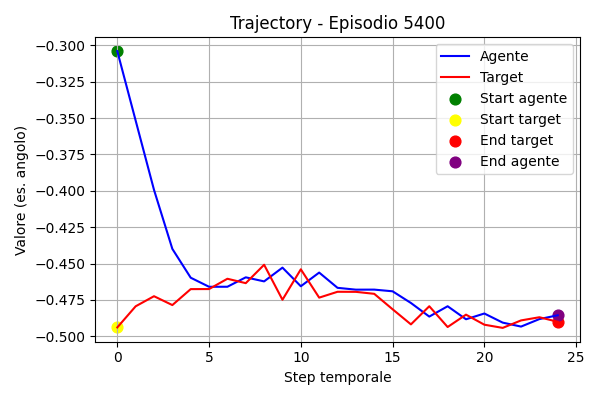 Trajectory - Episodio 5400
Valore (es. angolo)
−0.300
−0.325
−0.350
−0.375
−0.400
−0.425
−0.450
−0.475
−0.500
Agente
Target
Start agente
Start target
End target
End agente
0
5
10
15
20
25
Step temporale